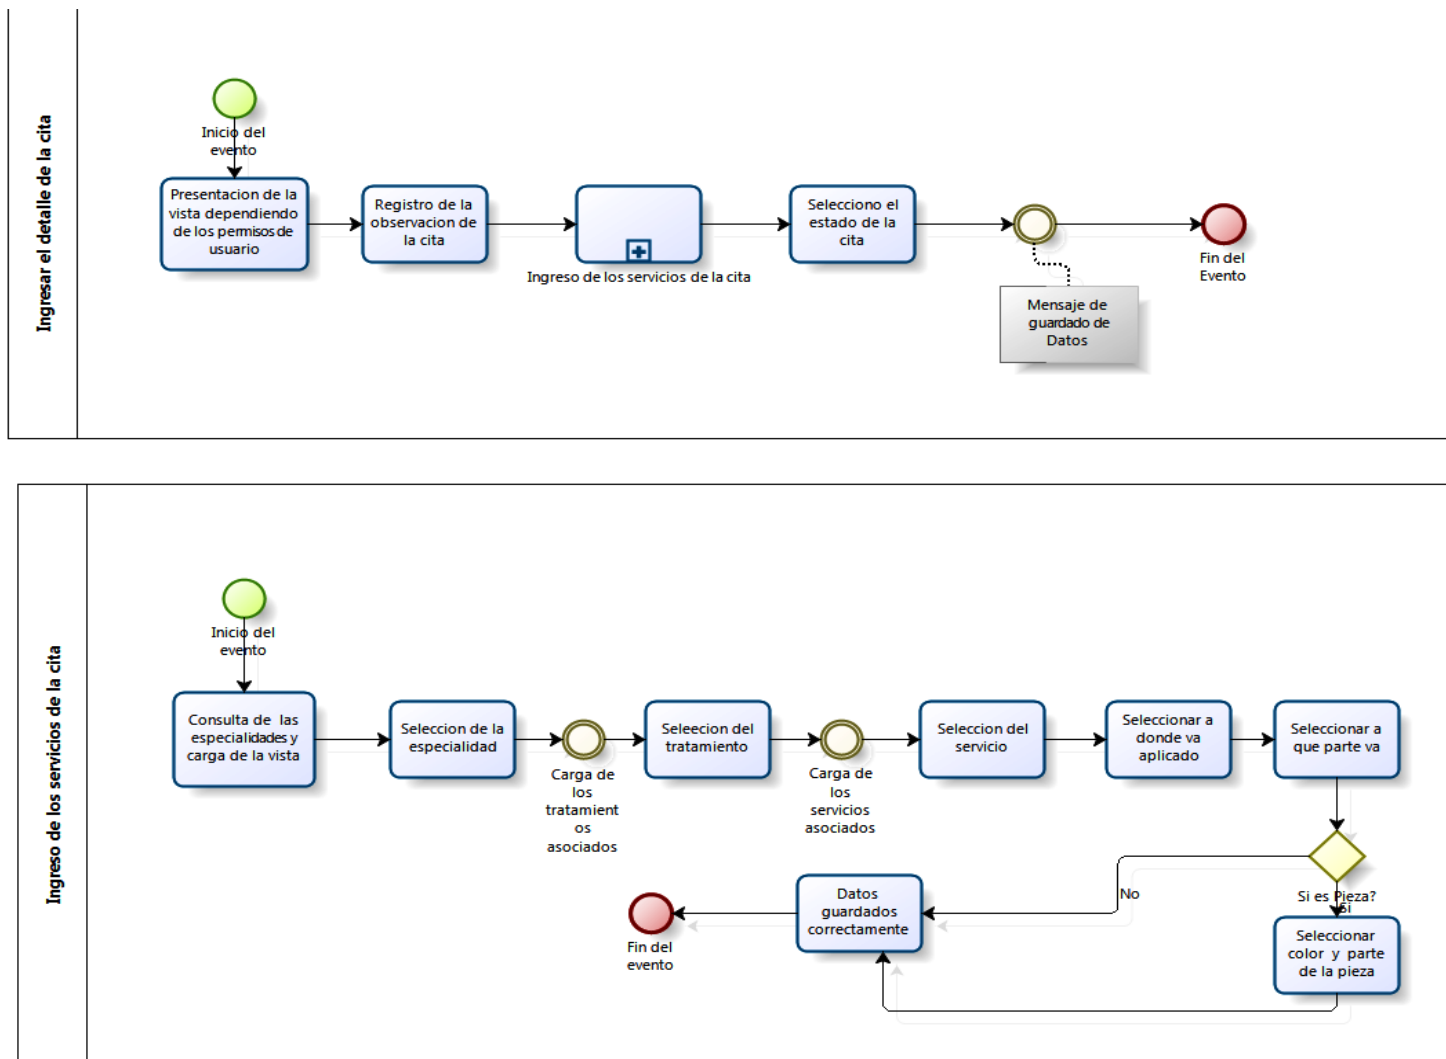 Ingresar el detalle de la cita
Inicio del
evento
Presentacion de la
vista dependiendo
de los permisos de
usuario
Registro de la
observacion de
la cita
Ingreso de los servicios de la cita
Selecciono el
estado de la
cita
Mensaje de
guardado de
Datos
Fin del
Evento
Ingreso de los servicios de la cita
Inicio del
evento
Consulta de las
especialidades y
carga de la vista
Seleccion de la
especialidad
Carga de
los
tratamient
os
asociados
Seleecion del
tratamiento
Carga de
los
servicios
asociados
Seleccion del
servicio
Seleccionar a
donde va
aplicado
Seleccionar a
que parte va
Si es Pieza?
Si
No
Seleccionar
color y parte
de la pieza
Datos
guardados
correctamente
Fin del
evento